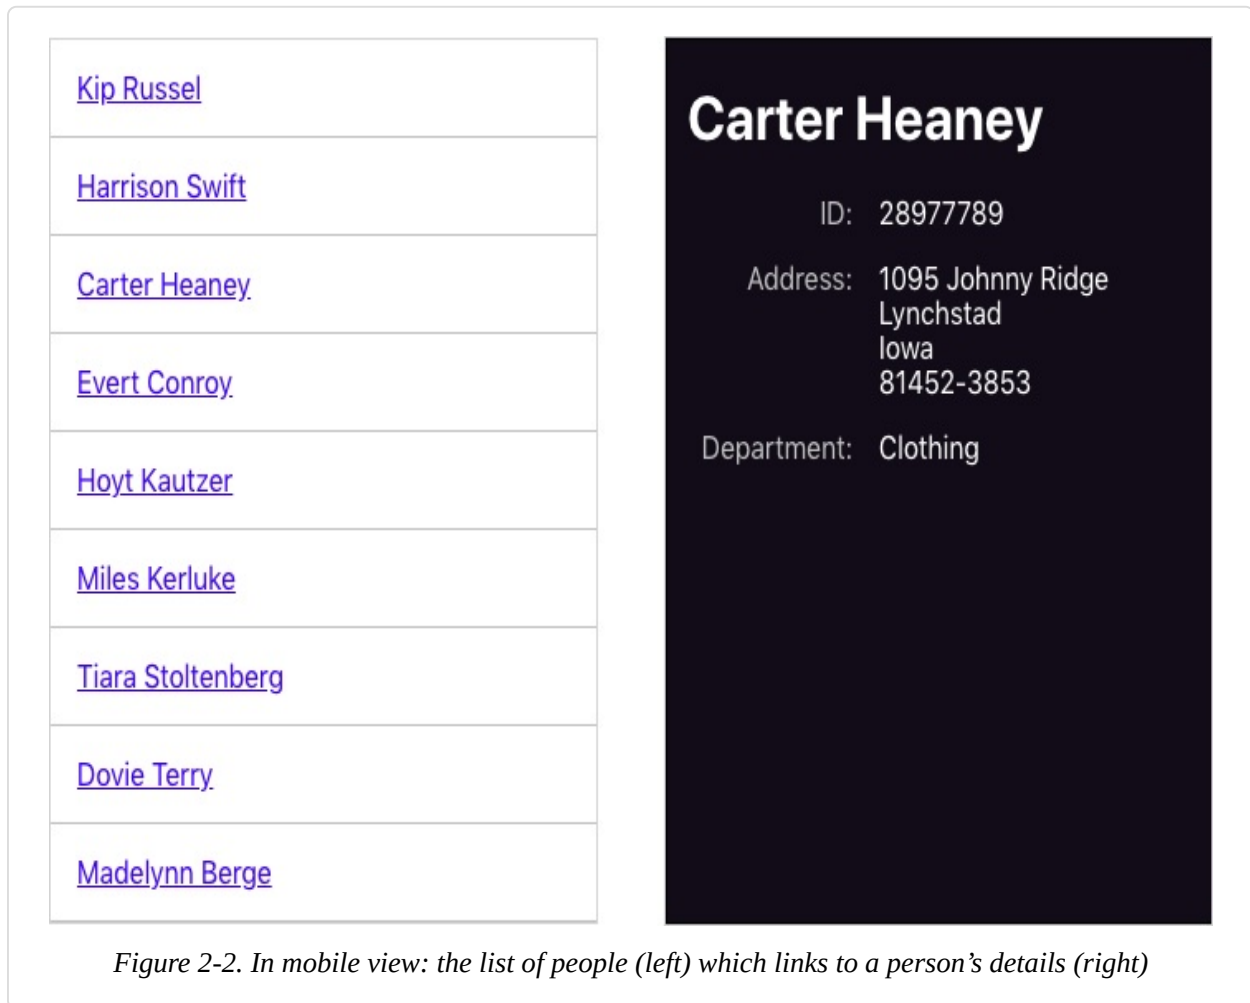 Kip Russel
Harrison Swift
Carter Heaney
Evert Conroy
Hoyt Kautzer
Miles Kerluke
Tiara Stoltenberg
Dovie Terry
Madelynn Berge
Carter Heaney
ID: 28977789
Address: 1095 Johnny Ridge
Lynchstad
Iowa
81452-3853
Department: Clothing
Figure 2-2. In mobile view: the list of people (left) which links to a person’s details (right)